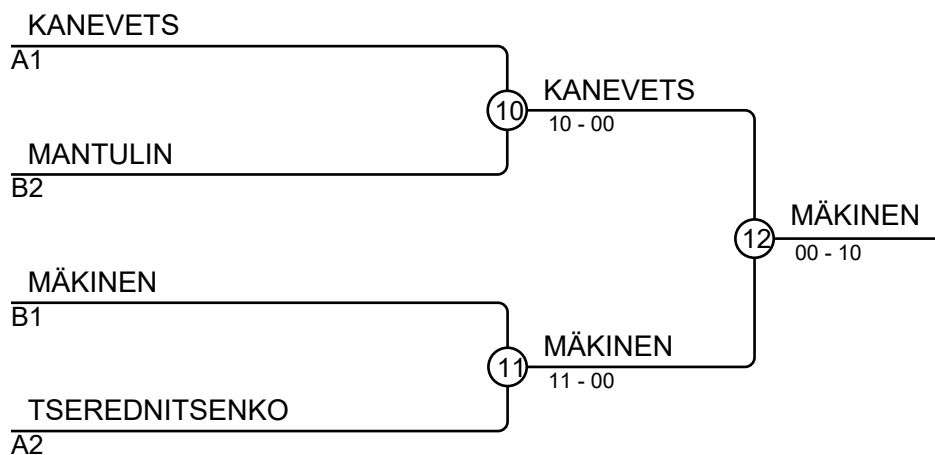 KANEVETS
A1
10
KANEVETS
10 - 00
MANTULIN
B2
12
MÄKINEN
00 - 10
MÄKINEN
B1
11
MÄKINEN
11 - 00
TSEREDNITSENKO
A2